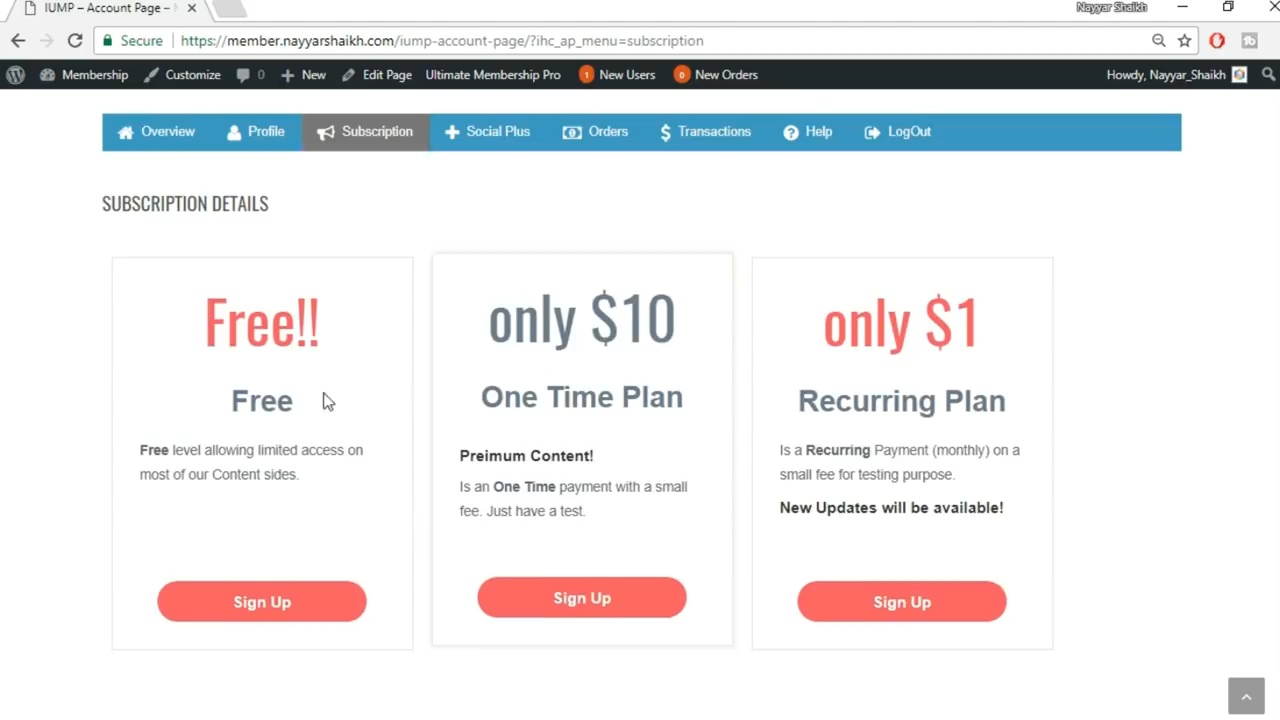 IUMP – Account Page –
Nayyar Shaikh
Secure
https://member.nayyarshaikh.com/iump-account-page/?ihc_ap_menu=subscription
Membership
Customize
0
New
Edit Page
Ultimate Membership Pro
1
New Users
0
New Orders
Howdy, Nayyar_Shaikh
Overview
Profile
Subscription
Social Plus
Orders
Transactions
Help
LogOut
SUBSCRIPTION DETAILS
Free!!
Free
Free level allowing limited access on
most of our Content sides.
Sign Up
only $10
One Time Plan
Preimum Content!
Is an One Time payment with a small
fee. Just have a test.
Sign Up
only $1
Recurring Plan
Is a Recurring Payment (monthly) on a
small fee for testing purpose.
New Updates will be available!
Sign Up